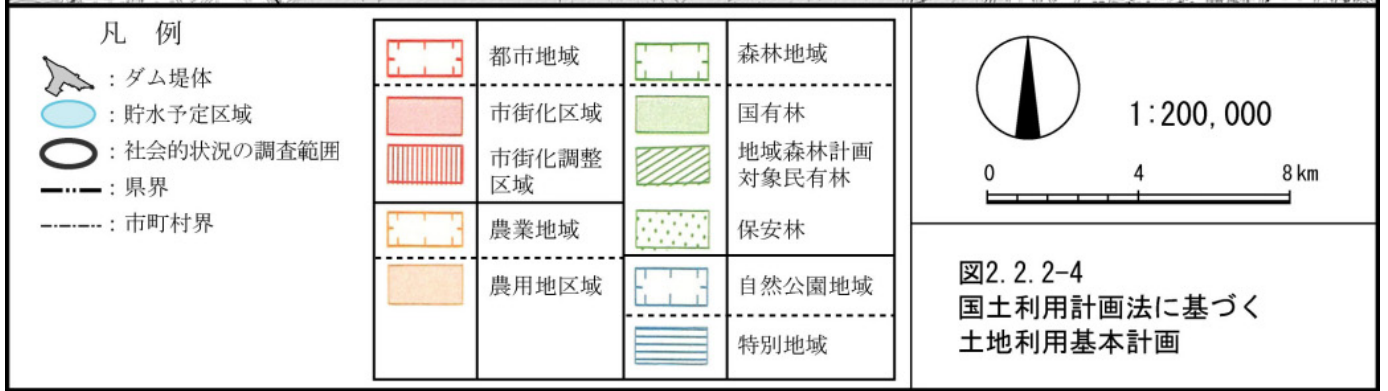 凡 例
：ダム堤体
：貯水予定区域
：社会的状況の調査範囲
：県界
：市町村界
都市地域
市街化区域
市街化調整
区域
農業地域
農用地区域
森林地域
国有林
地域森林計画
対象民有林
保安林
自然公園地域
特別地域
1:200,000
0 4 8km
図2.2.2-4
国土利用計画法に基づく
土地利用基本計画